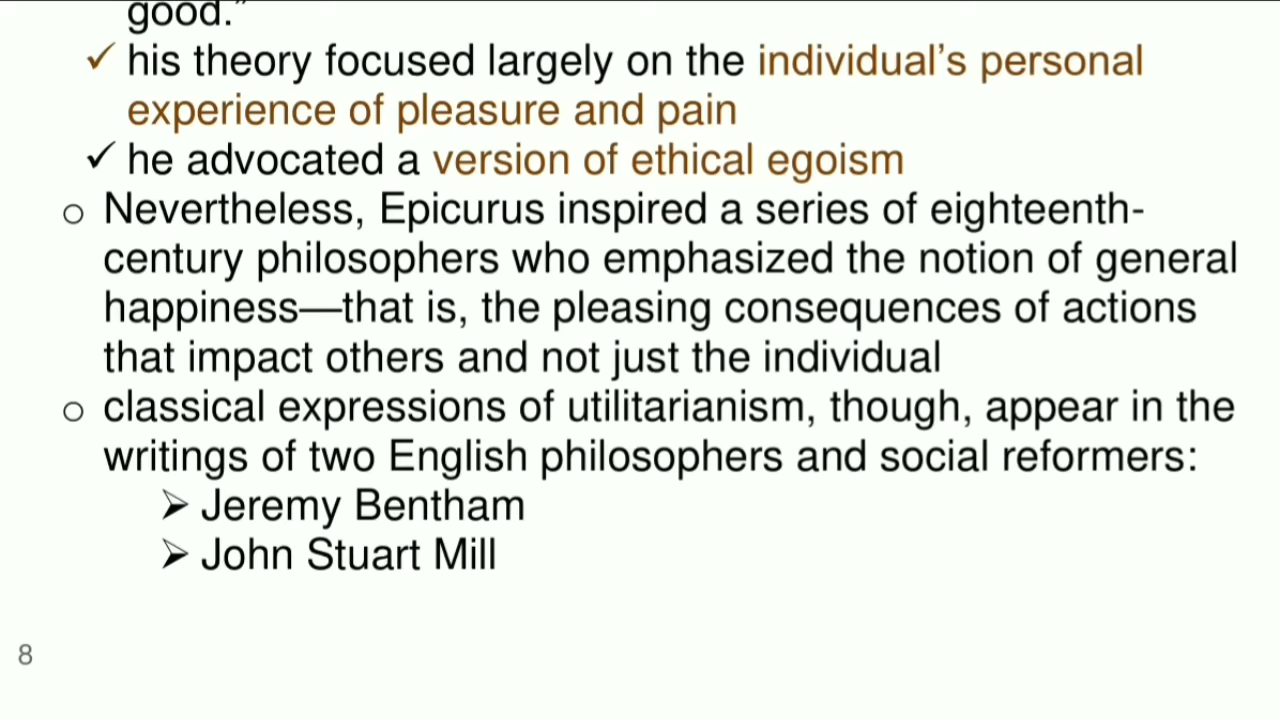 good.”
✓ his theory focused largely on the individual’s personal
experience of pleasure and pain
✓ he advocated a version of ethical egoism
o Nevertheless, Epicurus inspired a series of eighteenth-
century philosophers who emphasized the notion of general
happiness—that is, the pleasing consequences of actions
that impact others and not just the individual
o classical expressions of utilitarianism, though, appear in the
writings of two English philosophers and social reformers:
➢ Jeremy Bentham
➢ John Stuart Mill
8